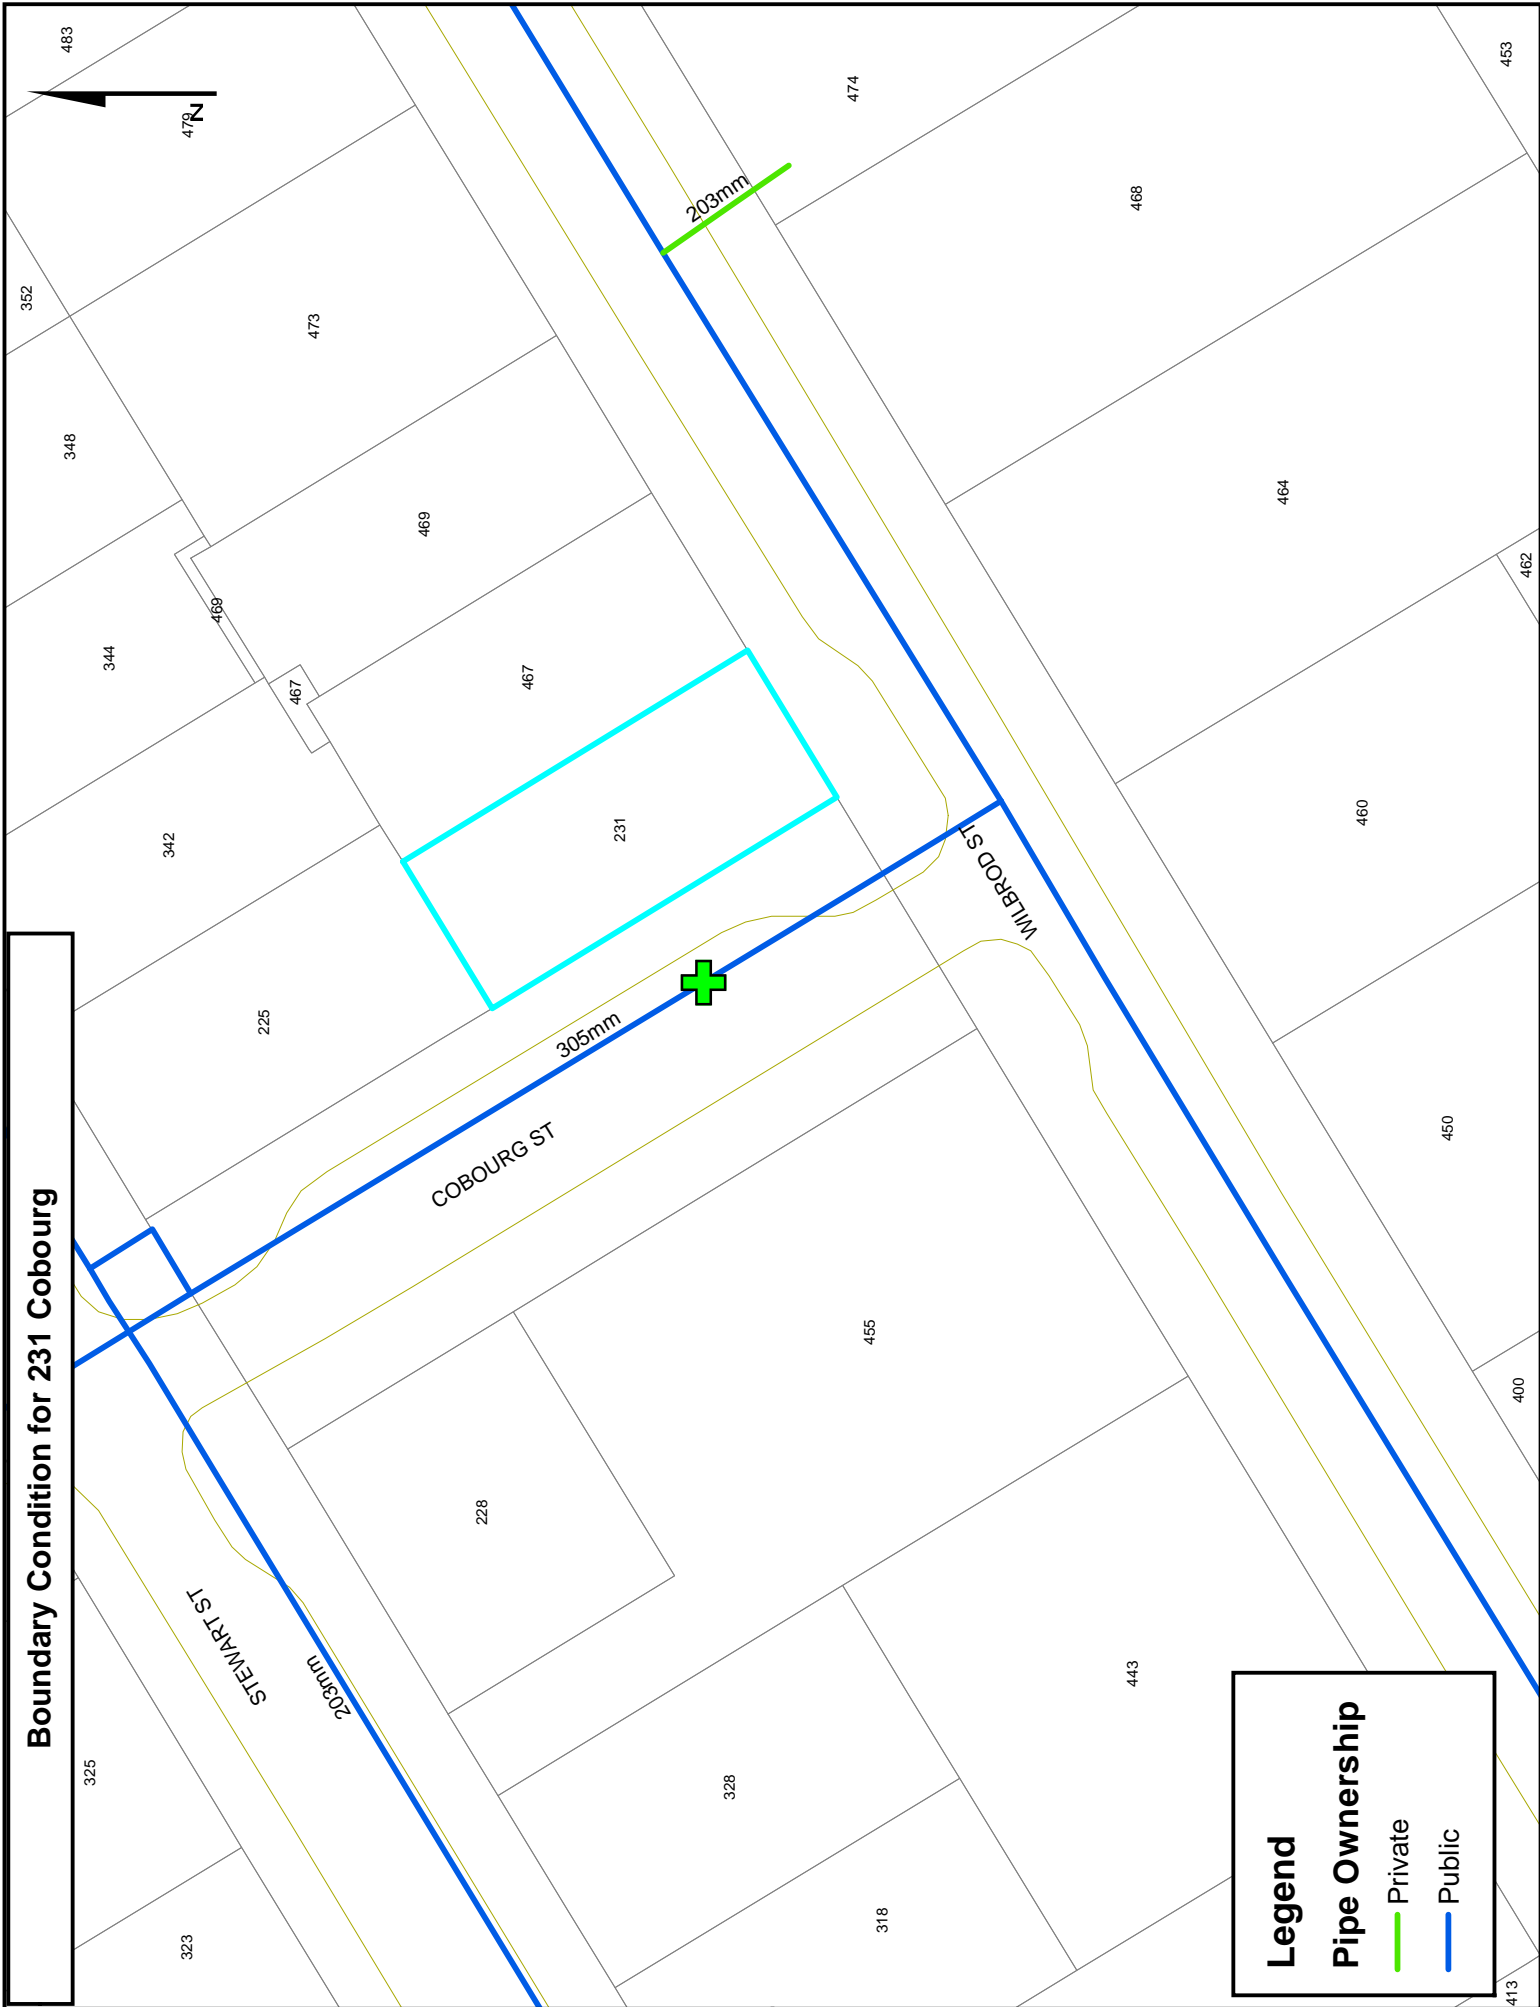 Boundary Condition for 231 Cobourg
483
N
479
352
348
473
469
469
344
467
467
342
231
225
474
453
468
464
462
460
450
400
203mm
305mm
COBOURG ST
WILBROD ST
STEWART ST
203mm
455
228
328
443
325
323
318
413
Legend
Pipe Ownership
Private
Public